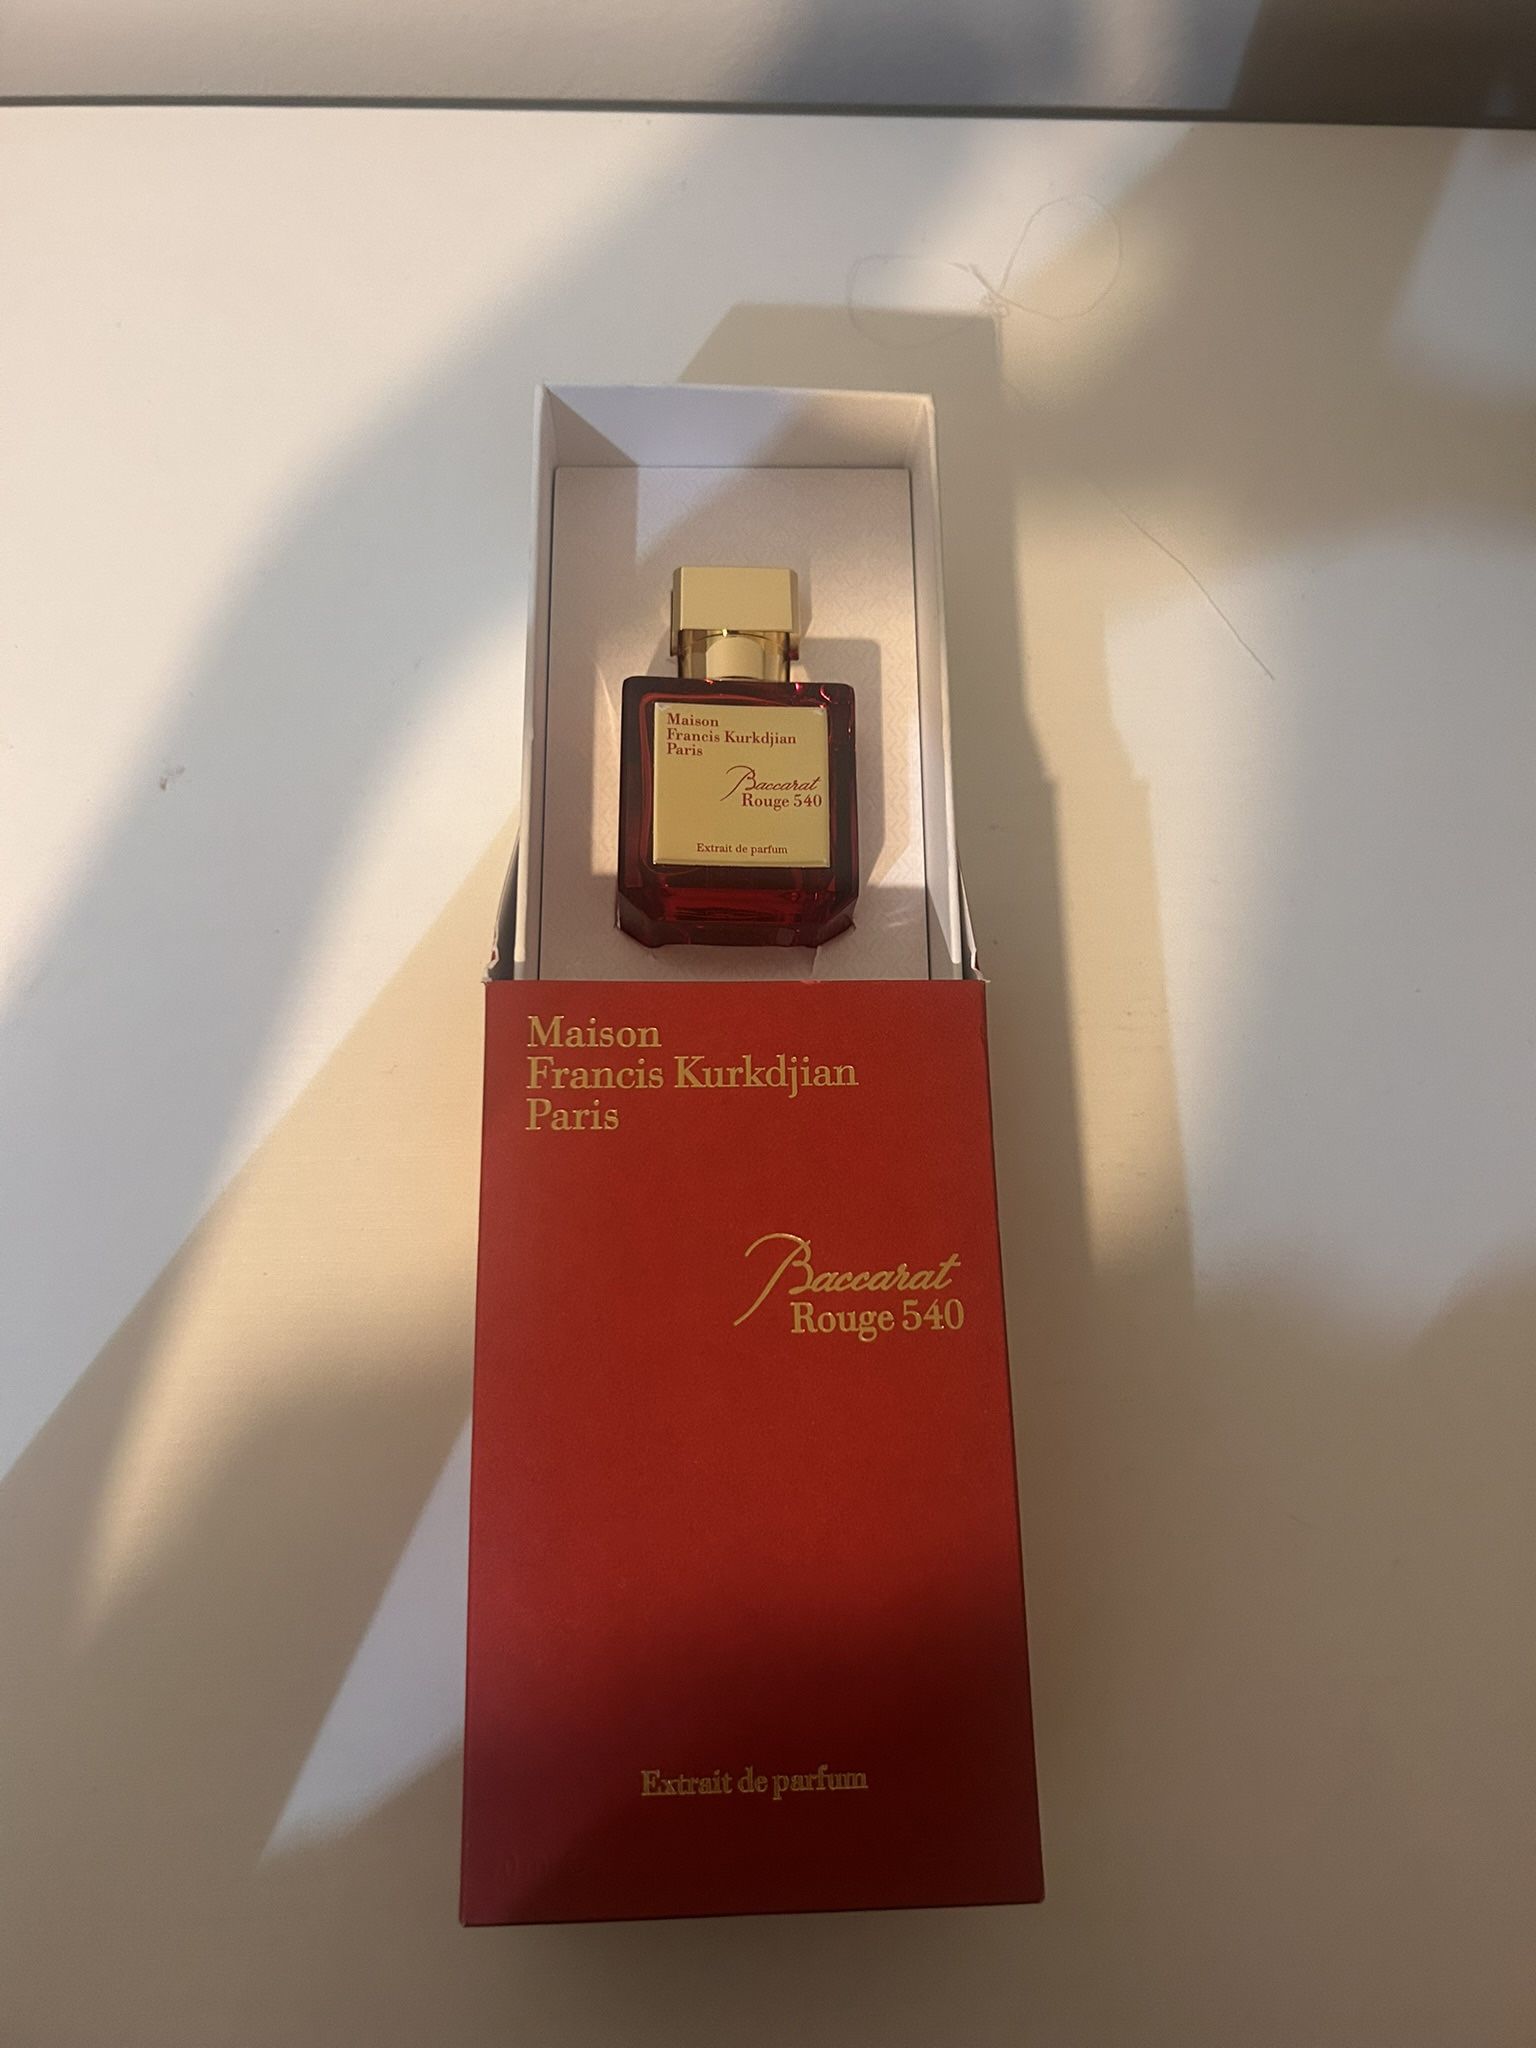 Maison
Francis Kurkdjian
Paris
Baccarat
Rouge 540
Extrait de parfum
Maison
Francis Kurkdjian
Paris
Baccarat
Rouge 540
Extrait de parfum